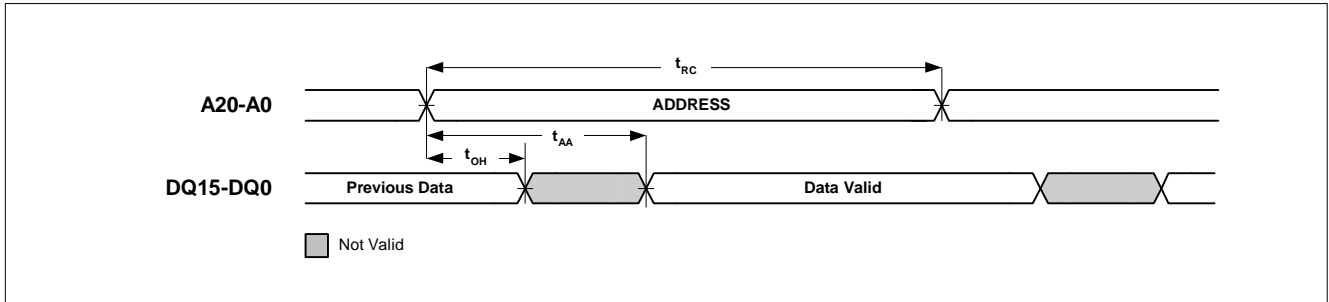 tRC
A20-A0
ADDRESS
tAA
tOH
DQ15-DQ0
Previous Data
Data Valid
Not Valid